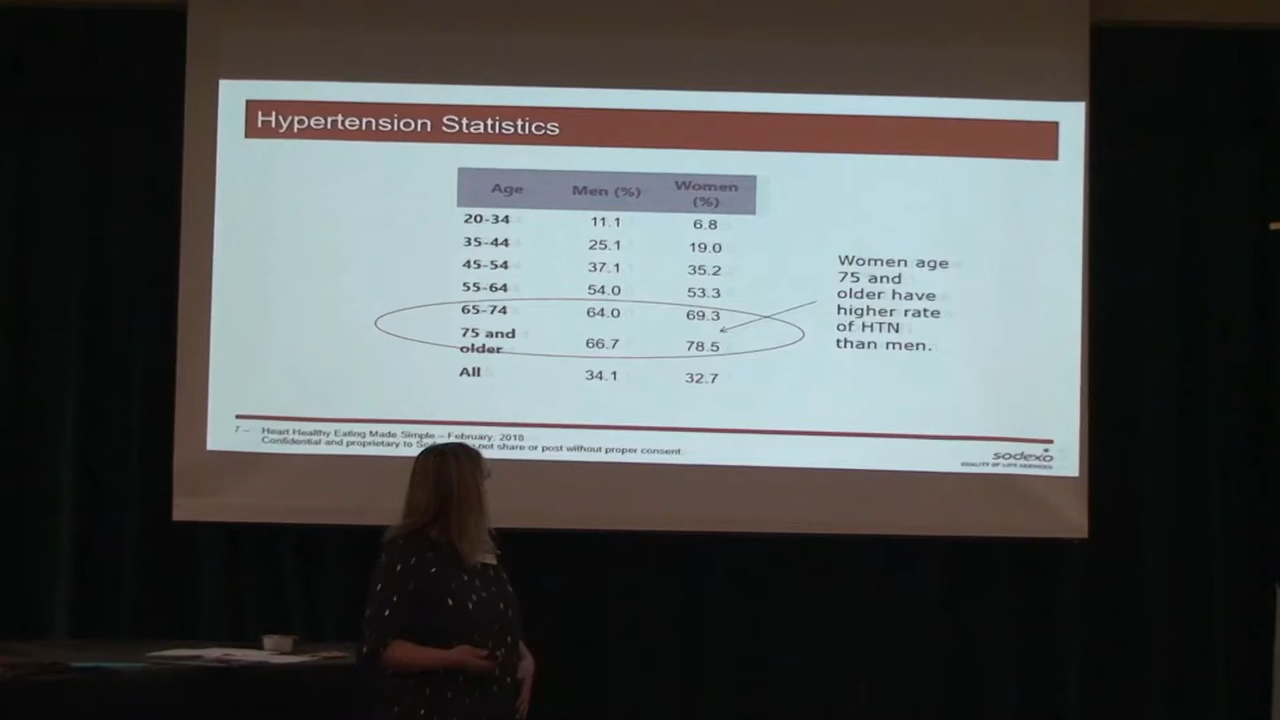 Hypertension Statistics
Age Men (%) Women (%)
20-34 11.1 6.8
35-44 25.1 19.0
45-54 37.1 35.2
55-64 54.0 53.3
65-74 64.0 69.3
75 and older 66.7 78.5
All 34.1 32.7
Women age
75 and
older have
higher rate
of HTN
than men.
7 – Heart Healthy Eating Made Simple – February, 2018
Confidential and proprietary to not share or post without proper consent
sodexo
QUALITY OF LIFE SERVICES